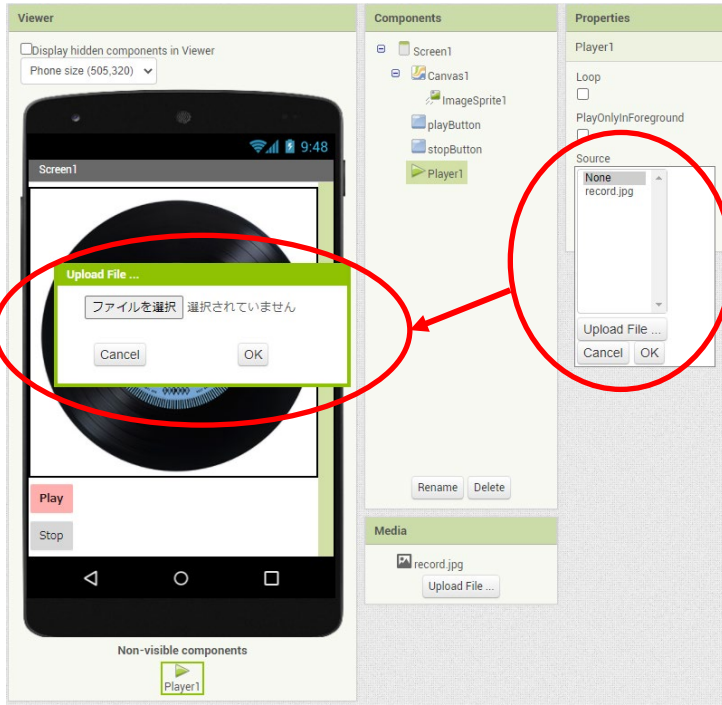 Viewer
Display hidden components in Viewer
Phone size (505,320)
9:48
Screen1
Upload File ...
ファイルを選択 選択されていません
Cancel OK
Play
Stop
Non-visible components
Player1
Components
Screen1
Canvas1
ImageSprite1
playButton
stopButton
Player1
Rename Delete
Media
record.jpg
Upload File ...
Properties
Player1
Loop
PlayOnlyInForeground
Source
None
record.jpg
Upload File ...
Cancel OK